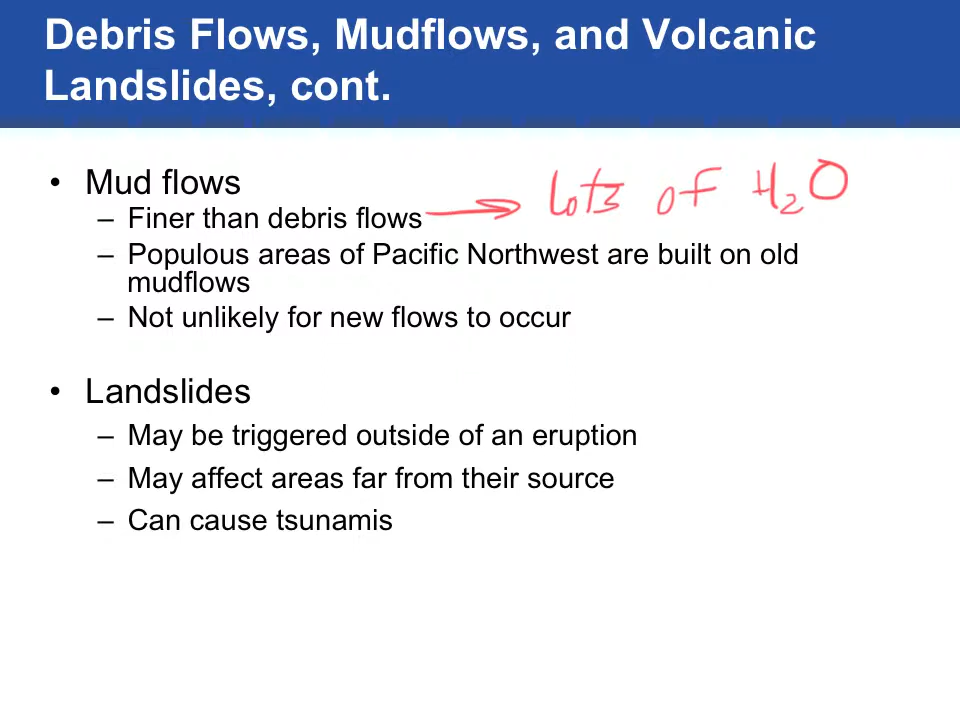 Debris Flows, Mudflows, and Volcanic
Landslides, cont.
• Mud flows
– Finer than debris flows → lots of H₂O
– Populous areas of Pacific Northwest are built on old
mudflows
– Not unlikely for new flows to occur
• Landslides
– May be triggered outside of an eruption
– May affect areas far from their source
– Can cause tsunamis